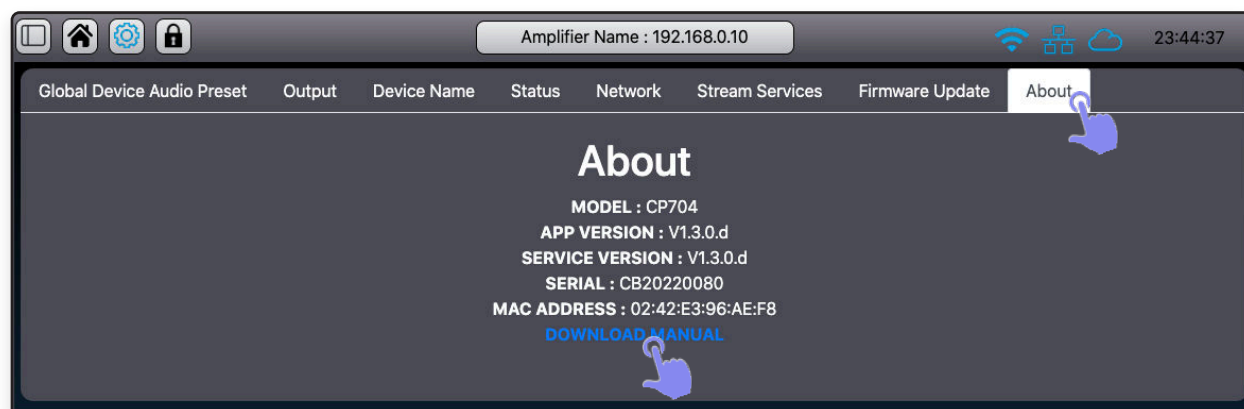 Amplifier Name : 192.168.0.10
23:44:37
Global Device Audio Preset Output Device Name Status Network Stream Services Firmware Update About
About
MODEL : CP704
APP VERSION : V1.3.0.d
SERVICE VERSION : V1.3.0.d
SERIAL : CB20220080
MAC ADDRESS : 02:42:E3:96:AE:F8
DOWNLOAD MANUAL